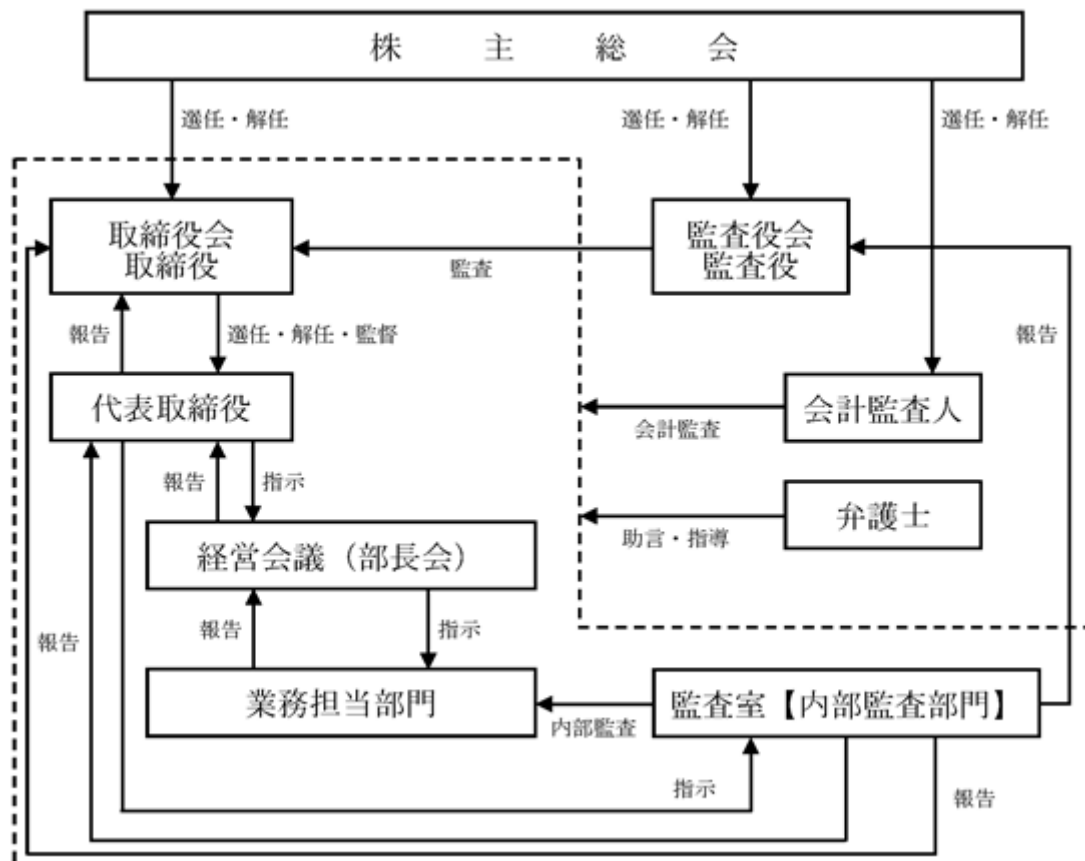 株主総会
選任・解任
選任・解任
選任・解任
取締役会
取締役
監査役会
監査役
監査
報告
選任・解任・監督
報告
代表取締役
会計監査人
会計監査
報告
指示
弁護士
助言・指導
経営会議（部長会）
報告
報告
指示
業務担当部門
監査室【内部監査部門】
内部監査
指示
報告